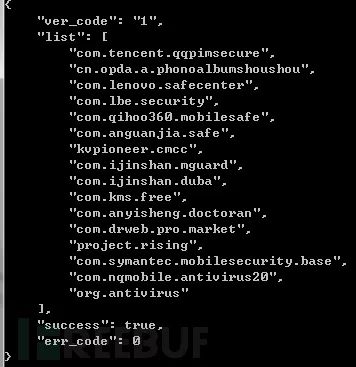 {
"ver_code": "1",
"list": [
"com.tencent.qqpimsecure",
"cn.opda.a.phonoalbumshoushou",
"com.lenovo.safecenter",
"com.lbe.security",
"com.qihoo360.mobilesafe",
"com.anguanjia.safe",
"kvpioneer.cmcc",
"com.ijinshan.mguard",
"com.ijinshan.duba",
"com.kms.free",
"com.anyisheng.doctoran",
"com.drweb.pro.market",
"project.rising",
"com.symantec.mobilesecurity.base",
"com.nqmobile.antivirus20",
"org.antivirus"
],
"success": true,
"err_code": 0
}
REEBUF